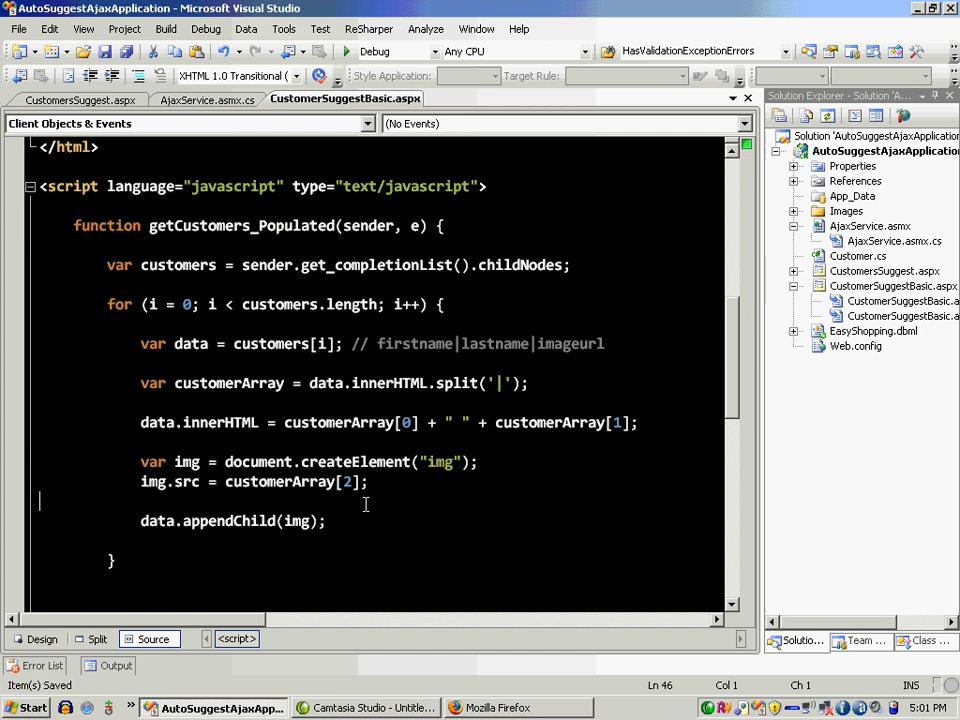 AutoSuggestAjaxApplication - Microsoft Visual Studio
File Edit View Project Build Debug Data Tools Test ReSharper Analyze Window Help
Debug Any CPU HasValidationExceptionErrors
XHTML 1.0 Transitional ( Style Application: Target Rule:
CustomersSuggest.aspx AjaxService.asmx.cs CustomerSuggestBasic.aspx
Client Objects & Events (No Events)
</html>
<script language="javascript" type="text/javascript">
function getCustomers_Populated(sender, e) {
var customers = sender.get_completionList().childNodes;
for (i = 0; i < customers.length; i++) {
var data = customers[i]; // firstname|lastname|imageurl
var customerArray = data.innerHTML.split('|');
data.innerHTML = customerArray[0] + " " + customerArray[1];
var img = document.createElement("img");
img.src = customerArray[2];
data.appendChild(img);
}
Design Split Source <script>
Solution Explorer - Solution 'A...
Solution 'AutoSuggestAjaxApplication
AutoSuggestAjaxApplication
Properties
References
App_Data
Images
AjaxService.asmx
AjaxService.asmx.cs
Customer.cs
CustomersSuggest.aspx
CustomerSuggestBasic.aspx
CustomerSuggestBasic.a
CustomerSuggestBasic.a
EasyShopping.dbml
Web.config
Solutio... Team ... Class ...
Error List Output
Item(s) Saved Ln 46 Col 1 Ch 1 INS
Start AutoSuggestAjaxApp... Camtasia Studio - Untitle... Mozilla Firefox 5:01 PM